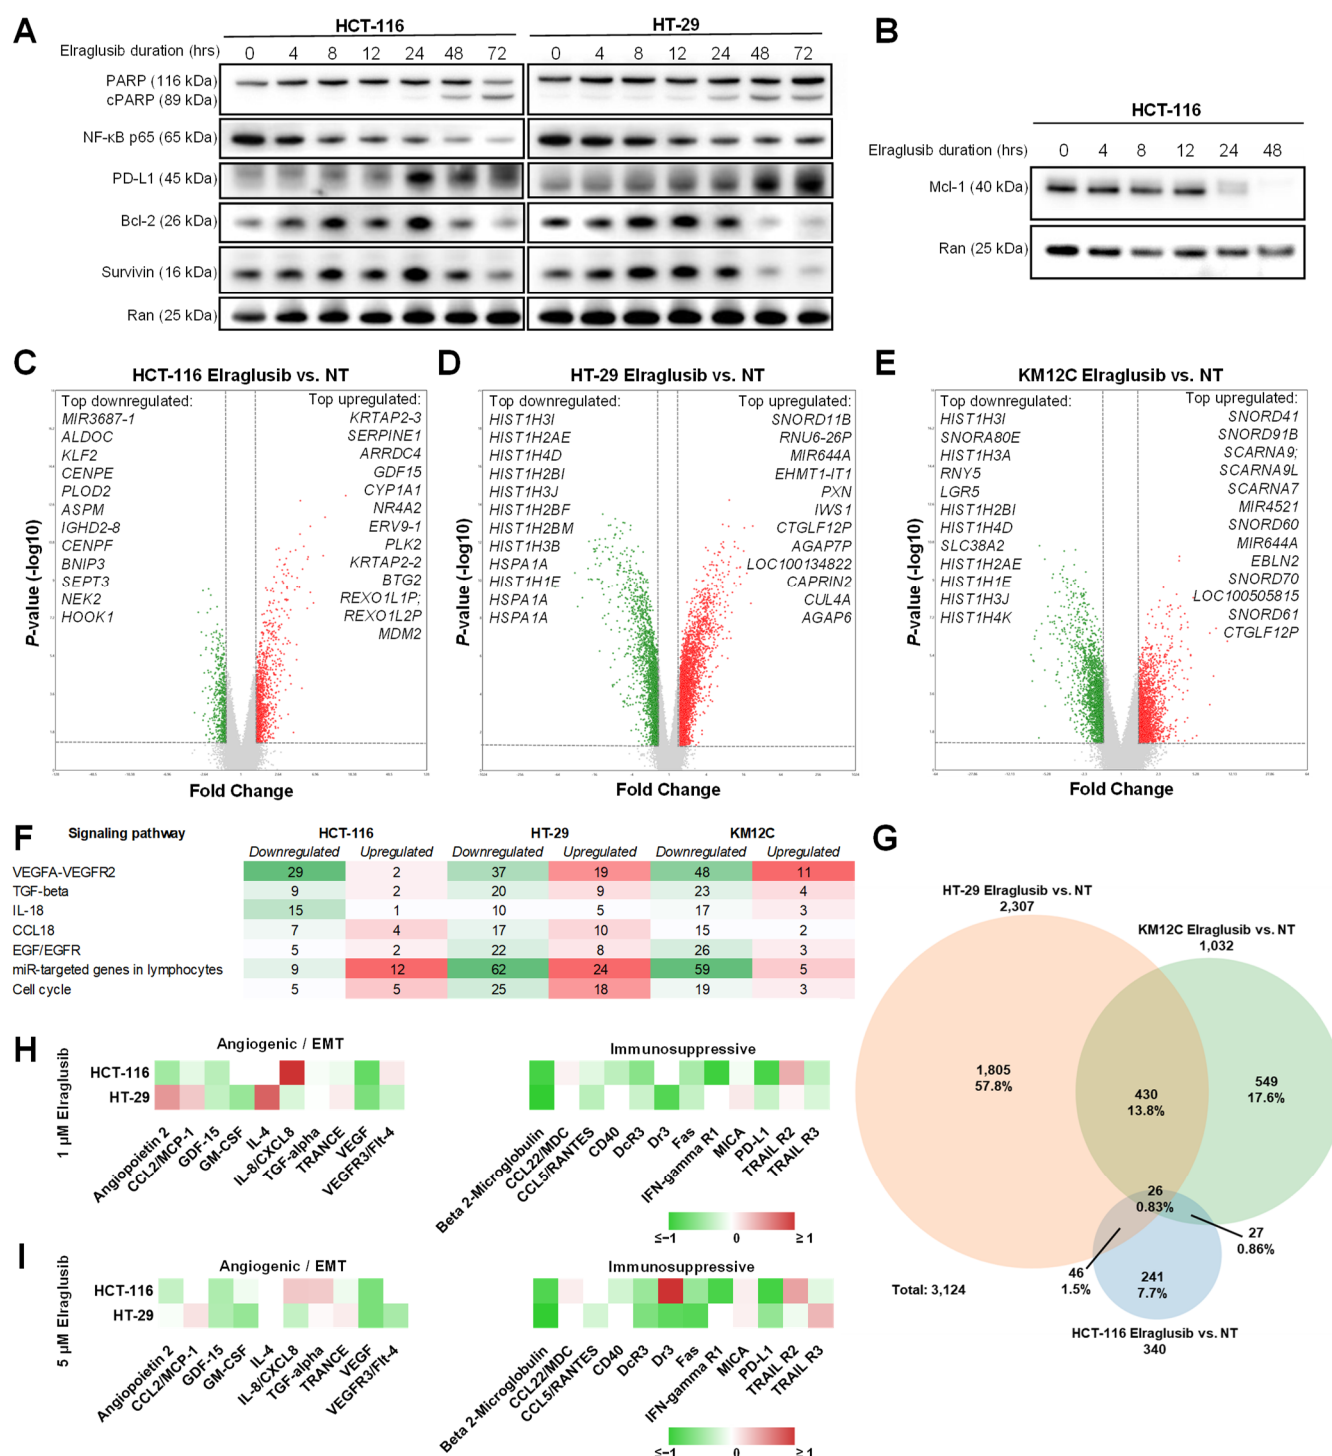 A
HCT-116
HT-29
Elraglusib duration (hrs)
0 4 8 12 24 48 72
0 4 8 12 24 48 72
PARP (116 kDa)
cPARP (89 kDa)
NF-κB p65 (65 kDa)
PD-L1 (45 kDa)
Bcl-2 (26 kDa)
Survivin (16 kDa)
Ran (25 kDa)
B
HCT-116
Elraglusib duration (hrs)
0 4 8 12 24 48
Mcl-1 (40 kDa)
Ran (25 kDa)
C
HCT-116 Elraglusib vs. NT
Top downregulated:
MIR3687-1
ALDOC
KLF2
CENPE
PLOD2
ASPM
IGHD2-8
CENPF
BNIP3
SEPT3
NEK2
HOOK1
Top upregulated:
KRTAP2-3
SERPINE1
ARRDC4
GDF15
CYP1A1
NR4A2
ERV9-1
PLK2
KRTAP2-2
BTG2
REXO1L1P;
REXO1L2P
MDM2
P-value (-log10)
Fold Change
D
HT-29 Elraglusib vs. NT
Top downregulated:
HIST1H3I
HIST1H2AE
HIST1H4D
HIST1H2BI
HIST1H3J
HIST1H2BF
HIST1H2BM
HIST1H3B
HSPA1A
HIST1H1E
HSPA1A
HSPA1A
Top upregulated:
SNORD11B
RNU6-26P
MIR644A
EHMT1-IT1
PXN
IWS1
CTGLF12P
AGAP7P
LOC100134822
CAPRIN2
CUL4A
AGAP6
P-value (-log10)
Fold Change
E
KM12C Elraglusib vs. NT
Top downregulated:
HIST1H3I
SNORA80E
HIST1H3A
RNY5
LGR5
HIST1H2BI
HIST1H4D
SLC38A2
HIST1H2AE
HIST1H1E
HIST1H3J
HIST1H4K
Top upregulated:
SNORD41
SNORD91B
SCARNA9;
SCARNA9L
SCARNA7
MIR4521
SNORD60
MIR644A
EBLN2
SNORD70
LOC100505815
SNORD61
CTGLF12P
P-value (-log10)
Fold Change
F
Signaling pathway HCT-116 HT-29 KM12C
Downregulated Upregulated Downregulated Upregulated Downregulated Upregulated
VEGFA-VEGFR2 29 2 37 19 48 11
TGF-beta 9 2 20 9 23 4
IL-18 15 1 10 5 17 3
CCL18 7 4 17 10 15 2
EGF/EGFR 5 2 22 8 26 3
miR-targeted genes in lymphocytes 9 12 62 24 59 5
Cell cycle 5 5 25 18 19 3
G
HT-29 Elraglusib vs. NT
2,307
KM12C Elraglusib vs. NT
1,032
1,805
57.8%
430
13.8%
549
17.6%
26
0.83%
27
0.86%
46
1.5%
241
7.7%
Total: 3,124
HCT-116 Elraglusib vs. NT
340
H
1 µM Elraglusib
Angiogenic / EMT
Immunosuppressive
HCT-116
HT-29
Angiopoietin 2
CCL2/MCP-1
GDF-15
GM-CSF
IL-4
IL-8/CXCL8
TGF-alpha
TRANCE
VEGF
VEGFR3/Flt-4
Beta 2-Microglobulin
CCL22/MDC
CCL5/RANTES
CD40
DcR3
Dr3
Fas
IFN-gamma R1
MICA
PD-L1
TRAIL R2
TRAIL R3
≤−1 0 ≥ 1
I
5 µM Elraglusib
Angiogenic / EMT
Immunosuppressive
HCT-116
HT-29
Angiopoietin 2
CCL2/MCP-1
GDF-15
GM-CSF
IL-4
IL-8/CXCL8
TGF-alpha
TRANCE
VEGF
VEGFR3/Flt-4
Beta 2-Microglobulin
CCL22/MDC
CCL5/RANTES
CD40
DcR3
Dr3
Fas
IFN-gamma R1
MICA
PD-L1
TRAIL R2
TRAIL R3
≤−1 0 ≥ 1